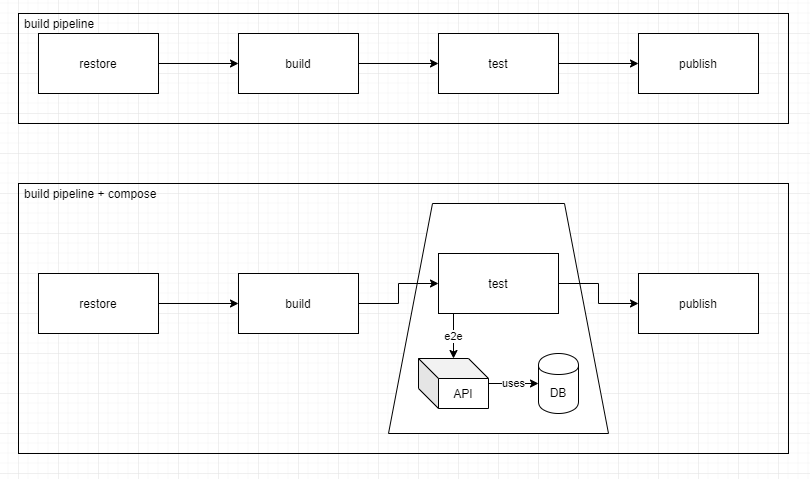 build pipeline
restore
build
test
publish
build pipeline + compose
restore
build
test
publish
e2e
API
uses
DB